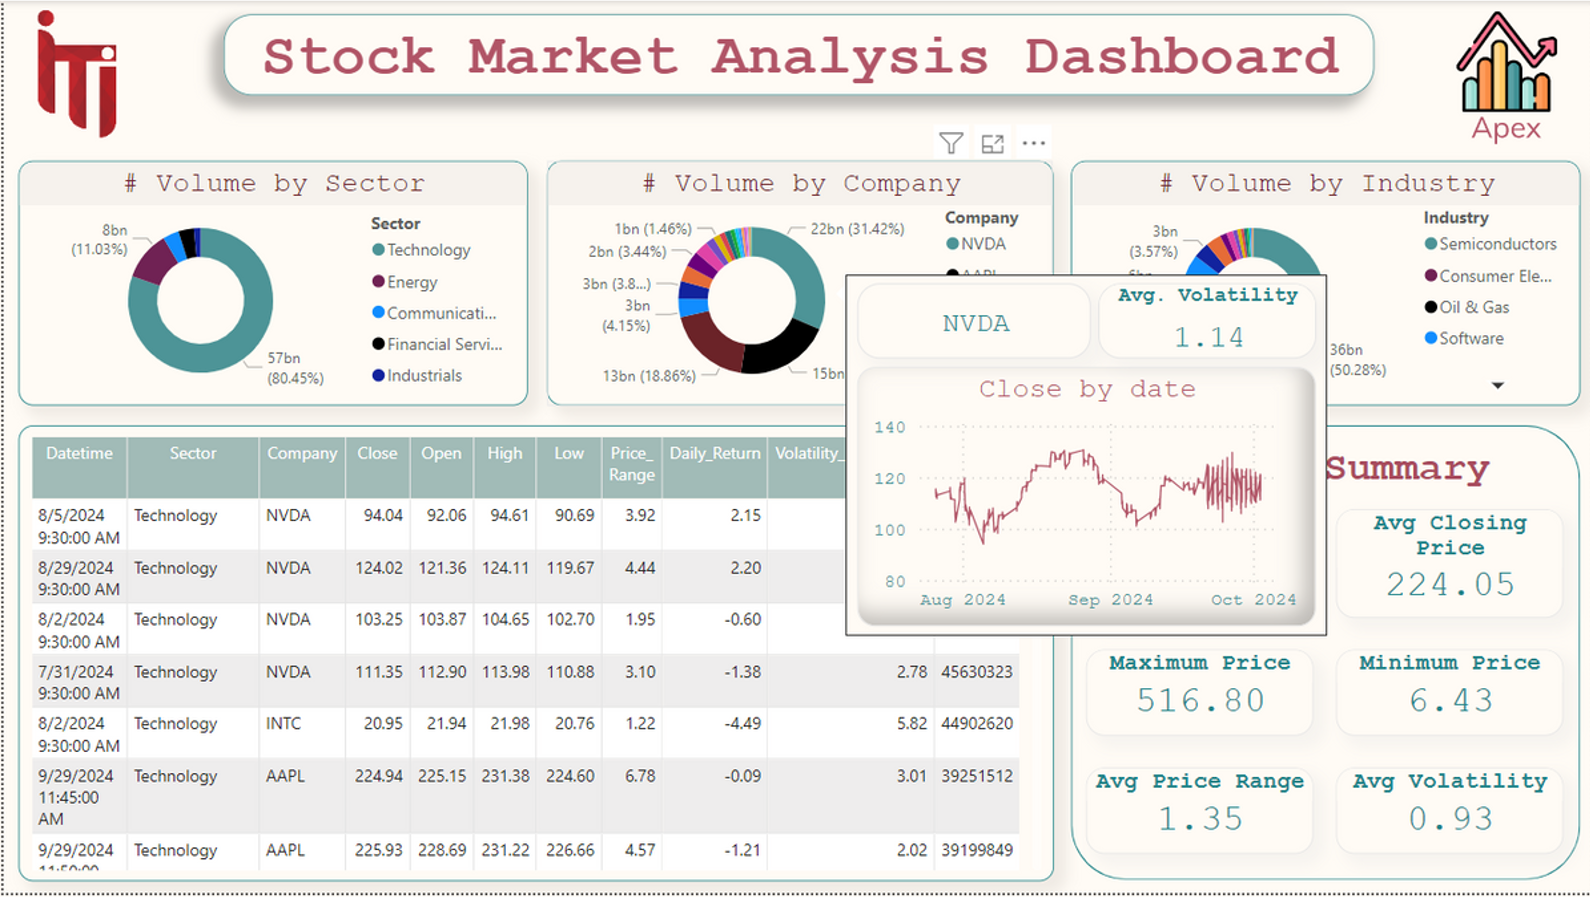 iTi
Stock Market Analysis Dashboard
Apex
# Volume by Sector
8bn
(11.03%)
57bn
(80.45%)
Sector
Technology
Energy
Communicati...
Financial Servi...
Industrials
# Volume by Company
1bn (1.46%)
2bn (3.44%)
3bn (3.8...)
3bn
(4.15%)
13bn (18.86%)
22bn (31.42%)
15bn
Company
NVDA
AAPL
# Volume by Industry
3bn
(3.57%)
36bn
(50.28%)
Industry
Semiconductors
Consumer Ele...
Oil & Gas
Software
NVDA
Avg. Volatility
1.14
Close by date
140
120
100
80
Aug 2024 Sep 2024 Oct 2024
Datetime Sector Company Close Open High Low Price_ Range Daily_Return Volatility_
8/5/2024 9:30:00 AM Technology NVDA 94.04 92.06 94.61 90.69 3.92 2.15
8/29/2024 9:30:00 AM Technology NVDA 124.02 121.36 124.11 119.67 4.44 2.20
8/2/2024 9:30:00 AM Technology NVDA 103.25 103.87 104.65 102.70 1.95 -0.60
7/31/2024 9:30:00 AM Technology NVDA 111.35 112.90 113.98 110.88 3.10 -1.38 2.78 45630323
8/2/2024 9:30:00 AM Technology INTC 20.95 21.94 21.98 20.76 1.22 -4.49 5.82 44902620
9/29/2024 11:45:00 AM Technology AAPL 224.94 225.15 231.38 224.60 6.78 -0.09 3.01 39251512
9/29/2024 Technology AAPL 225.93 228.69 231.22 226.66 4.57 -1.21 2.02 39199849
Summary
Avg Closing
Price
224.05
Maximum Price
516.80
Minimum Price
6.43
Avg Price Range
1.35
Avg Volatility
0.93